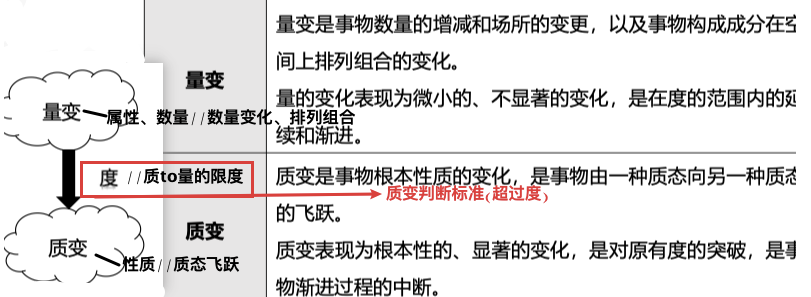 量变是事物数量的增减和场所的变更，以及事物构成成分在空
间上排列组合的变化。
量变
量的变化表现为微小的、不显著的变化，是在度的范围内的延
续和渐进。
量变
属性、数量//数量变化、排列组合
度 //质to量的限度
质变是事物根本性质的变化，是事物由一种质态向另一种质态
的飞跃。
质变判断标准(超过度)
质变
质变表现为根本性的、显著的变化，是对原有度的突破，是事
物渐进过程的中断。
质变
性质//质态飞跃